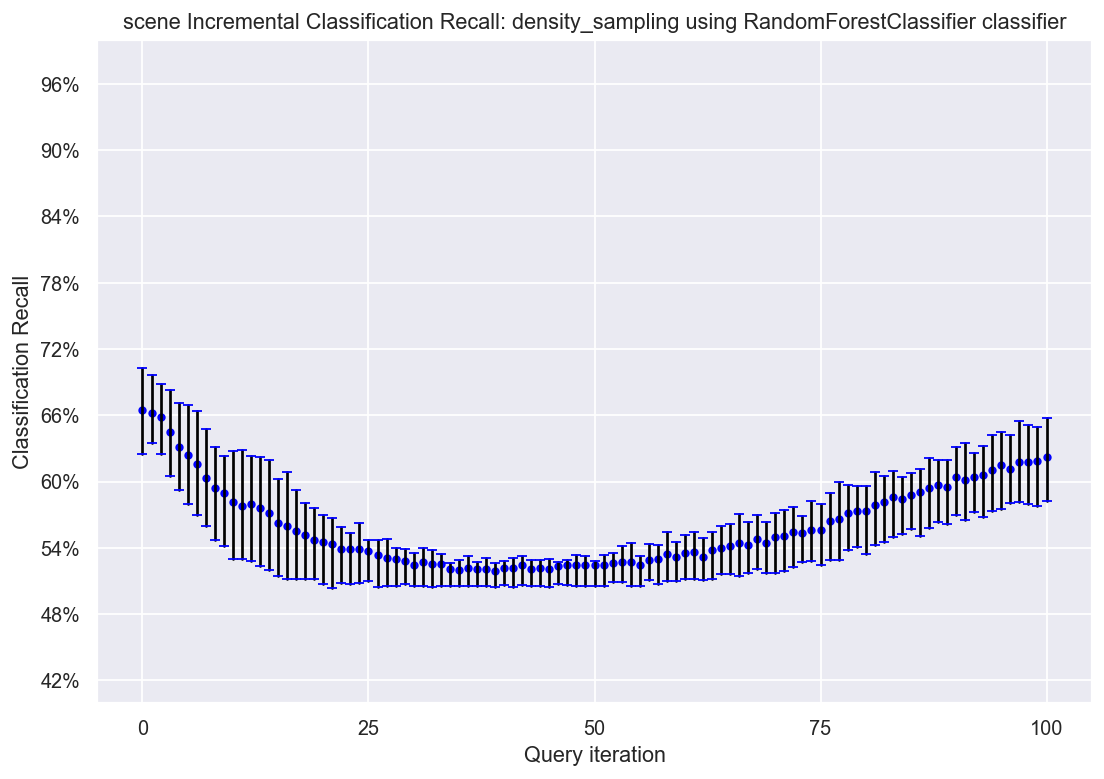 scene Incremental Classification Recall: density_sampling using RandomForestClassifier classifier
96%
90%
84%
78%
72%
66%
60%
54%
48%
42%
Classification Recall
0 25 50 75 100
Query iteration